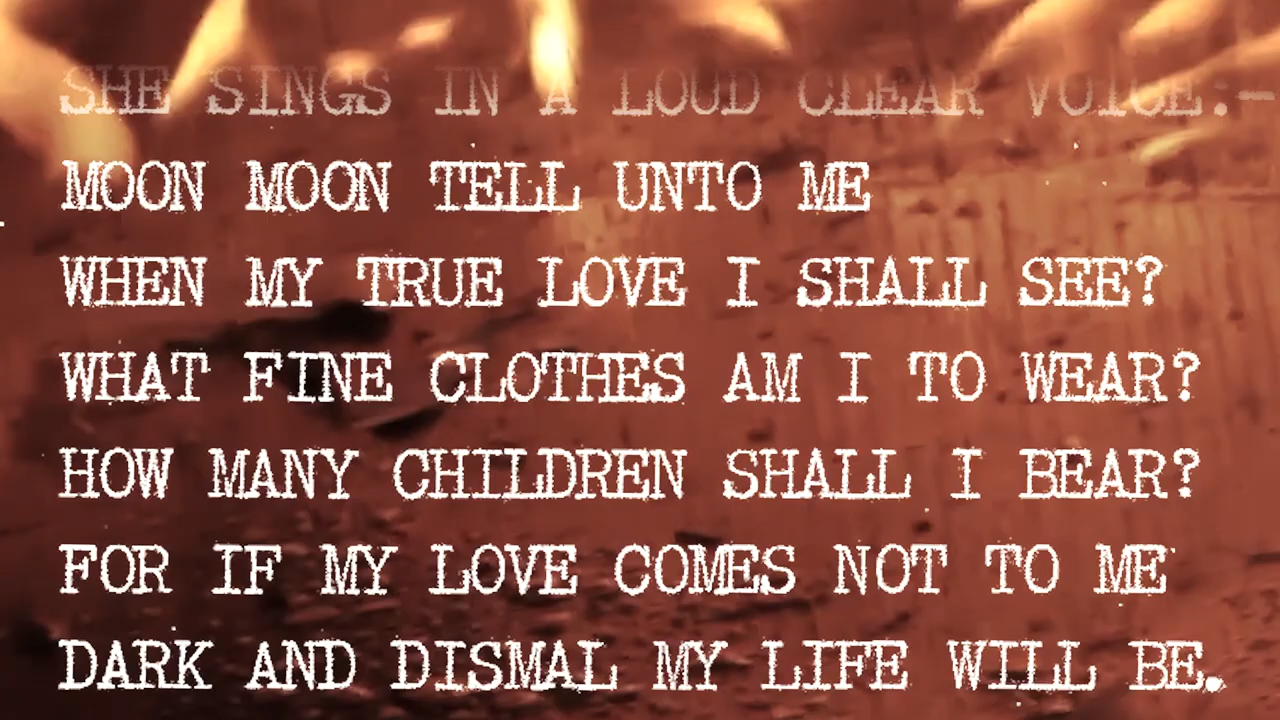 SHE SINGS IN A LOUD CLEAR VOICE:-
MOON MOON TELL UNTO ME
WHEN MY TRUE LOVE I SHALL SEE?
WHAT FINE CLOTHES AM I TO WEAR?
HOW MANY CHILDREN SHALL I BEAR?
FOR IF MY LOVE COMES NOT TO ME
DARK AND DISMAL MY LIFE WILL BE.